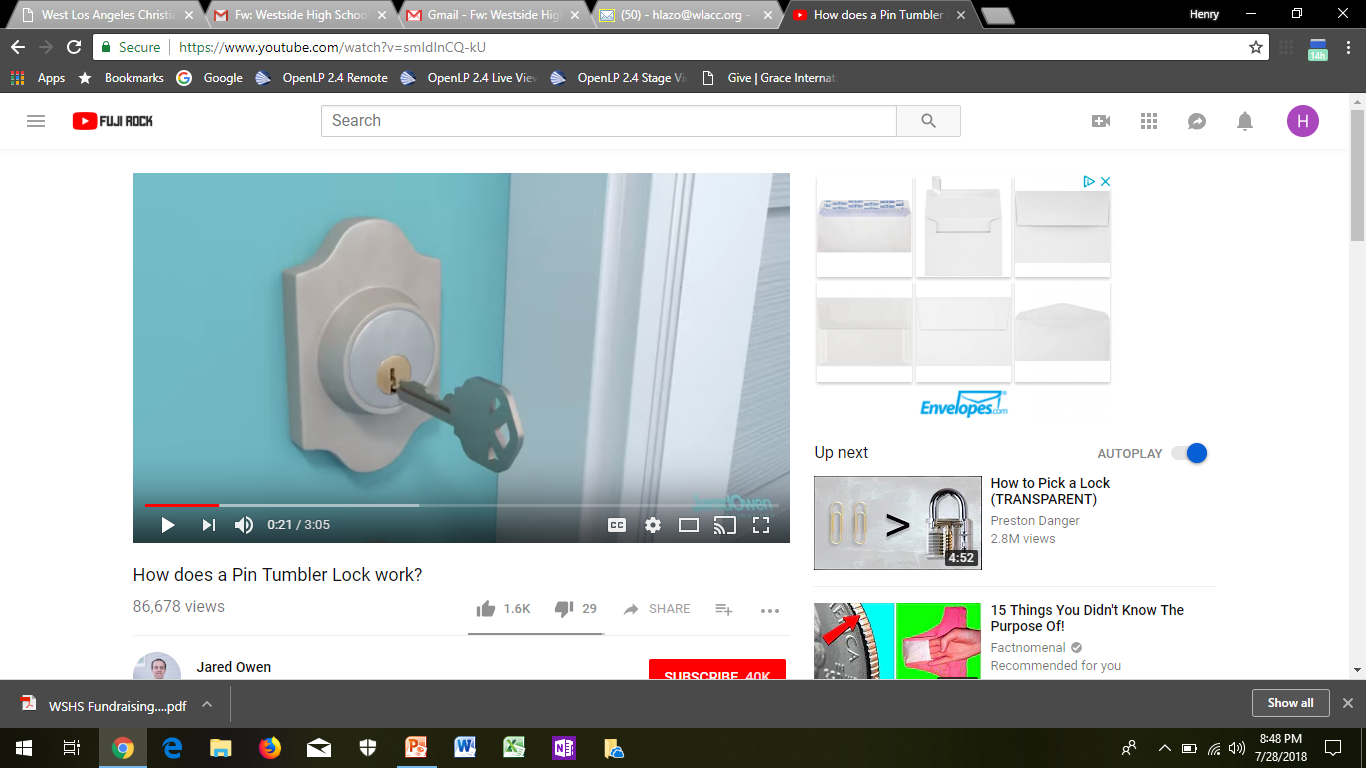 West Los Angeles Christia
Fw: Westside High Schoo
Gmail - Fw: Westside Hig
(50) - hlazo@wlacc.org -
How does a Pin Tumbler
Henry
Secure
https://www.youtube.com/watch?v=smIdInCQ-kU
14h
Apps
Bookmarks
Google
OpenLP 2.4 Remote
OpenLP 2.4 Live View
OpenLP 2.4 Stage Vi
Give | Grace Internat
FUJI ROCK
Search
H
Envelopes.com
0:21 / 3:05
CC
How does a Pin Tumbler Lock work?
86,678 views
1.6K
29
SHARE
Jared Owen
SUBSCRIBE 40K
Up next
AUTOPLAY
4:52
How to Pick a Lock
(TRANSPARENT)
Preston Danger
2.8M views
15 Things You Didn't Know The
Purpose Of!
Factnomenal
Recommended for you
WSHS Fundraising....pdf
Show all
8:48 PM
7/28/2018